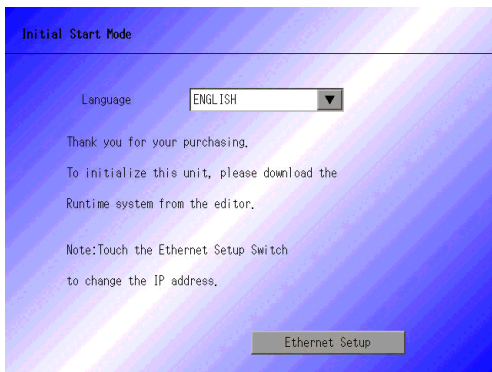 Initial Start Mode
Language ENGLISH
Thank you for your purchasing.
To initialize this unit, please download the
Runtime system from the editor.
Note:Touch the Ethernet Setup Switch
to change the IP address.
Ethernet Setup